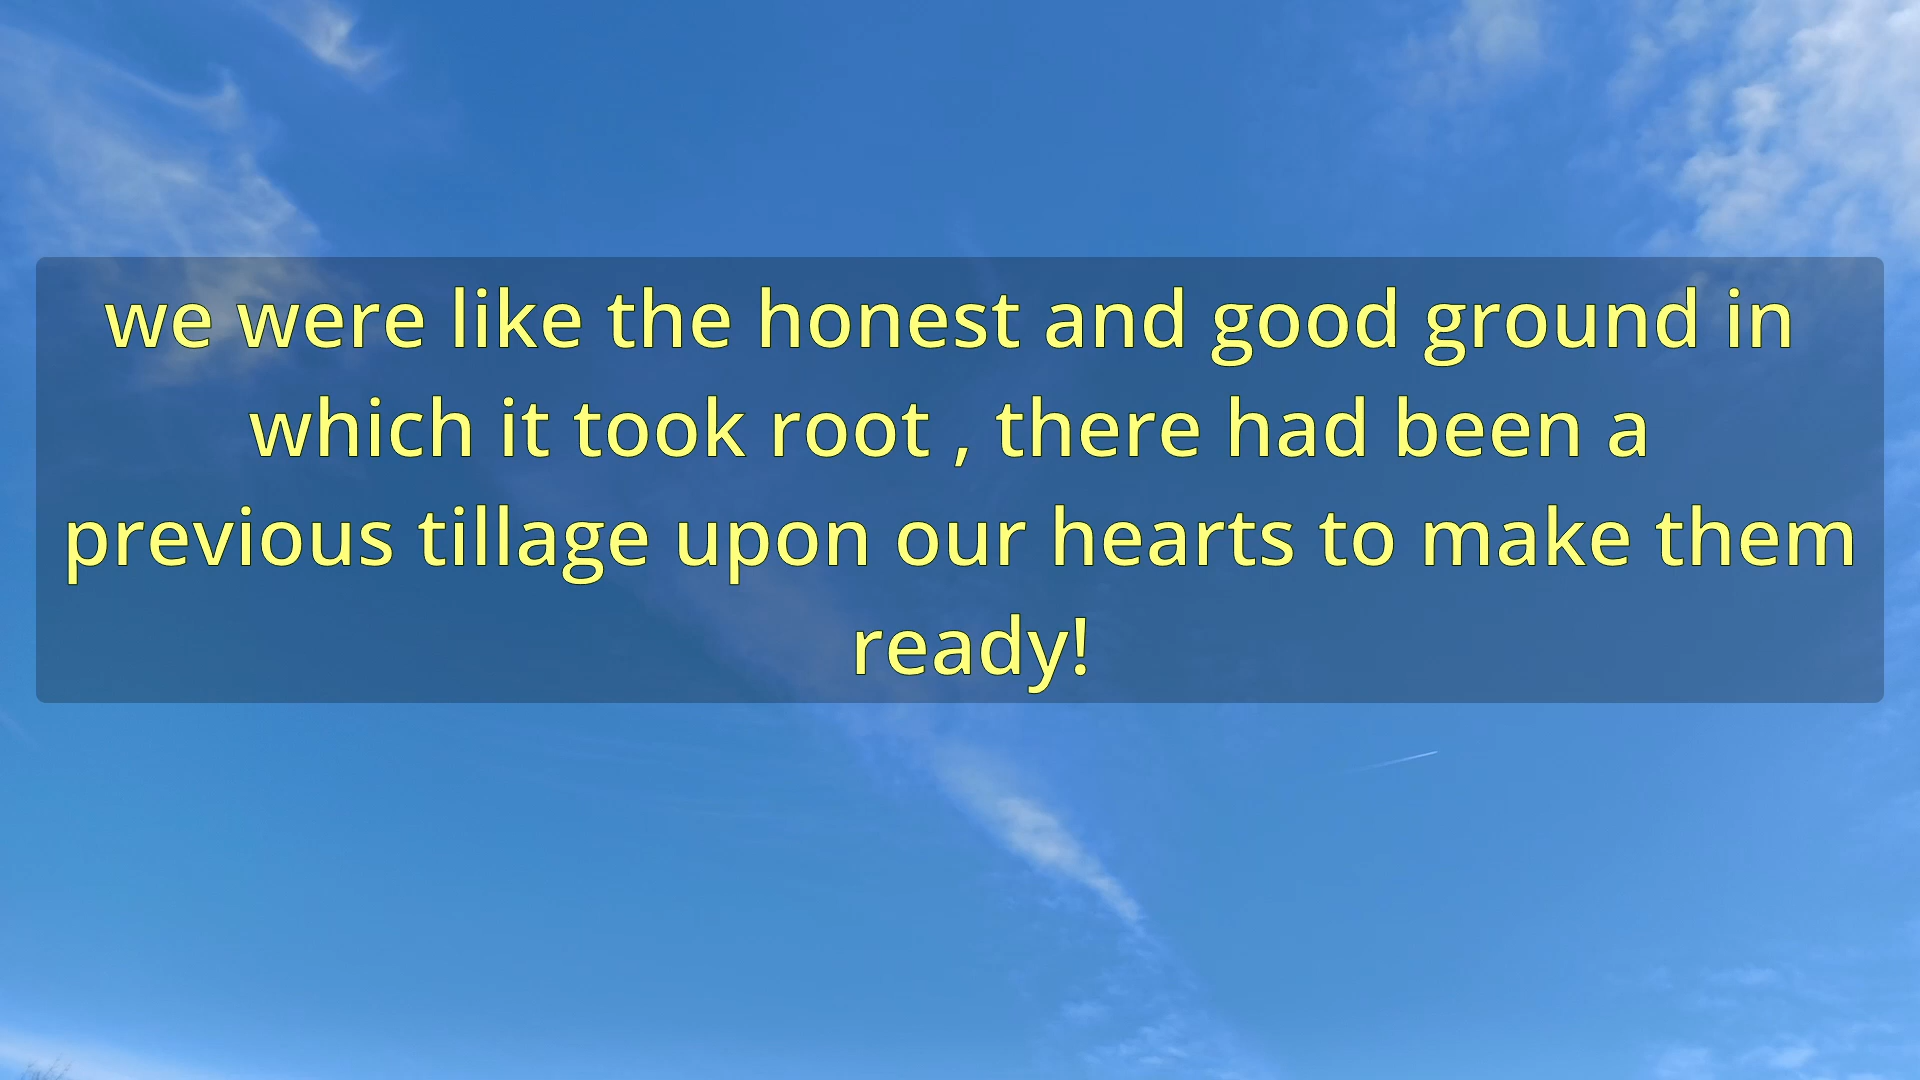 we were like the honest and good ground in
which it took root , there had been a
previous tillage upon our hearts to make them
ready!